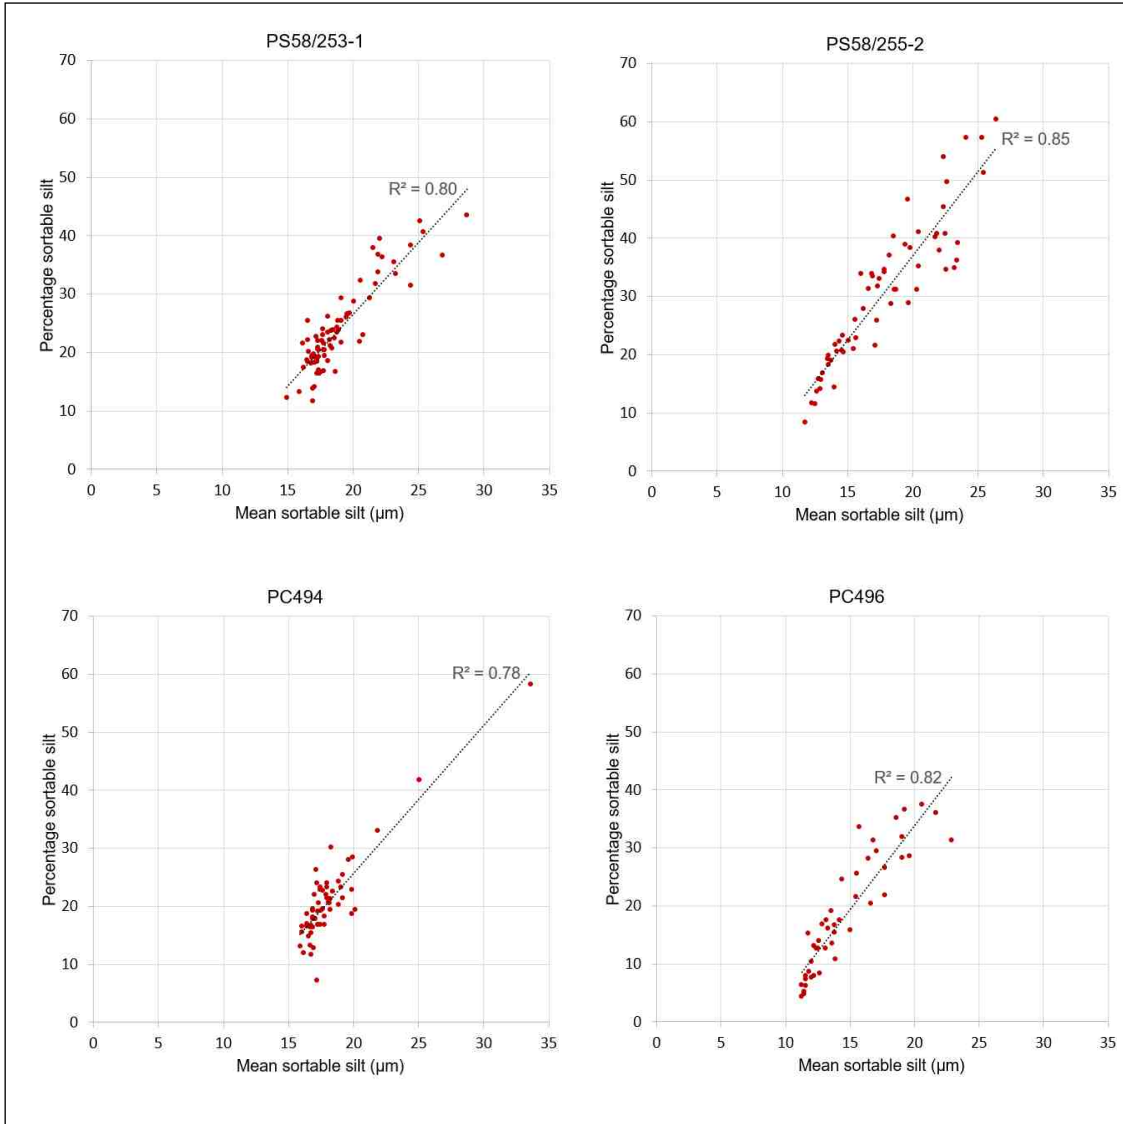 PS58/253-1
70
60
50
40
30
20
10
0
Percentage sortable silt
R² = 0.80
0 5 10 15 20 25 30 35
Mean sortable silt (µm)
PS58/255-2
70
60
50
40
30
20
10
0
Percentage sortable silt
R² = 0.85
0 5 10 15 20 25 30 35
Mean sortable silt (µm)
PC494
70
60
50
40
30
20
10
0
Percentage sortable silt
R² = 0.78
0 5 10 15 20 25 30 35
Mean sortable silt (µm)
PC496
70
60
50
40
30
20
10
0
Percentage sortable silt
R² = 0.82
0 5 10 15 20 25 30 35
Mean sortable silt (µm)